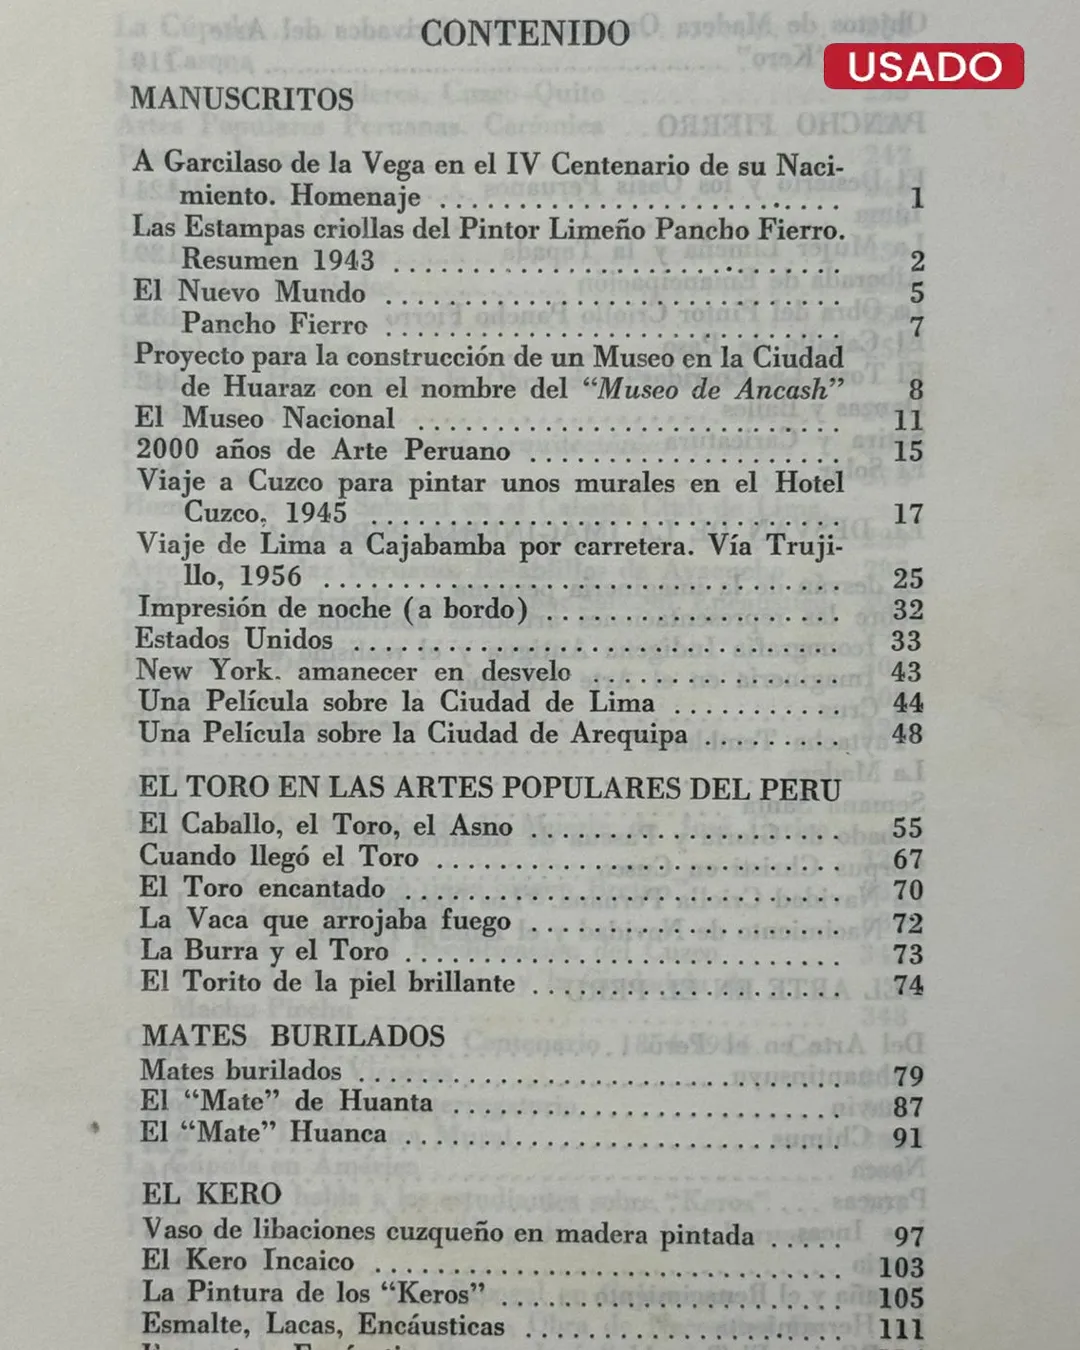 CONTENIDO
USADO
MANUSCRITOS
A Garcilaso de la Vega en el IV Centenario de su Naci-
miento. Homenaje ........................ 1
Las Estampas criollas del Pintor Limeño Pancho Fierro.
Resumen 1943 ........................ 2
El Nuevo Mundo ........................ 5
Pancho Fierro ........................ 7
Proyecto para la construcción de un Museo en la Ciudad
de Huaraz con el nombre del “Museo de Ancash” 8
El Museo Nacional ........................ 11
2000 años de Arte Peruano .................... 15
Viaje a Cuzco para pintar unos murales en el Hotel
Cuzco, 1945 ........................ 17
Viaje de Lima a Cajabamba por carretera. Vía Truji-
llo, 1956 ........................ 25
Impresión de noche (a bordo) .................. 32
Estados Unidos ........................ 33
New York. amanecer en desvelo ................ 43
Una Película sobre la Ciudad de Lima ........... 44
Una Película sobre la Ciudad de Arequipa ......... 48
EL TORO EN LAS ARTES POPULARES DEL PERU
El Caballo, el Toro, el Asno .................... 55
Cuando llegó el Toro ........................ 67
El Toro encantado ........................ 70
La Vaca que arrojaba fuego .................... 72
La Burra y el Toro ........................ 73
El Torito de la piel brillante .................... 74
MATES BURILADOS
Mates burilados ........................ 79
El “Mate” de Huanta ........................ 87
El “Mate” Huanca ........................ 91
EL KERO
Vaso de libaciones cuzqueño en madera pintada ..... 97
El Kero Incaico ........................ 103
La Pintura de los “Keros” ...................... 105
Esmalte, Lacas, Encáusticas .................... 111